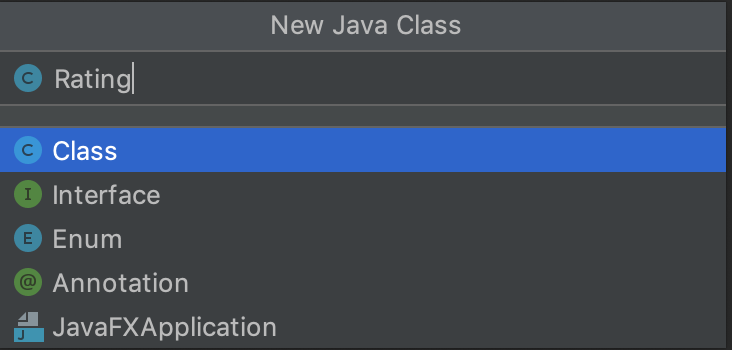 New Java Class
C Rating
C Class
I Interface
E Enum
@ Annotation
J JavaFXApplication